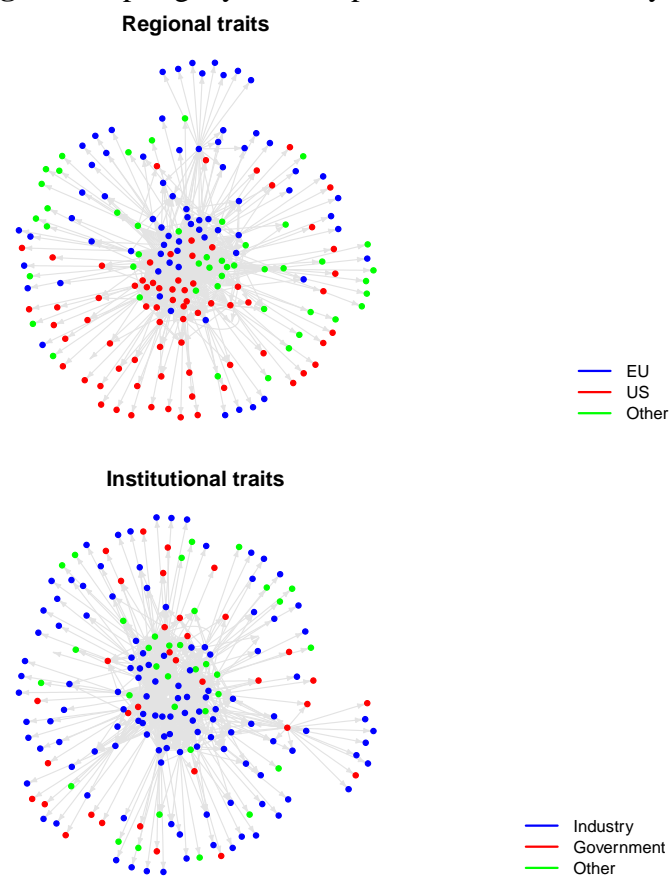 Regional traits
EU
US
Other
Institutional traits
Industry
Government
Other